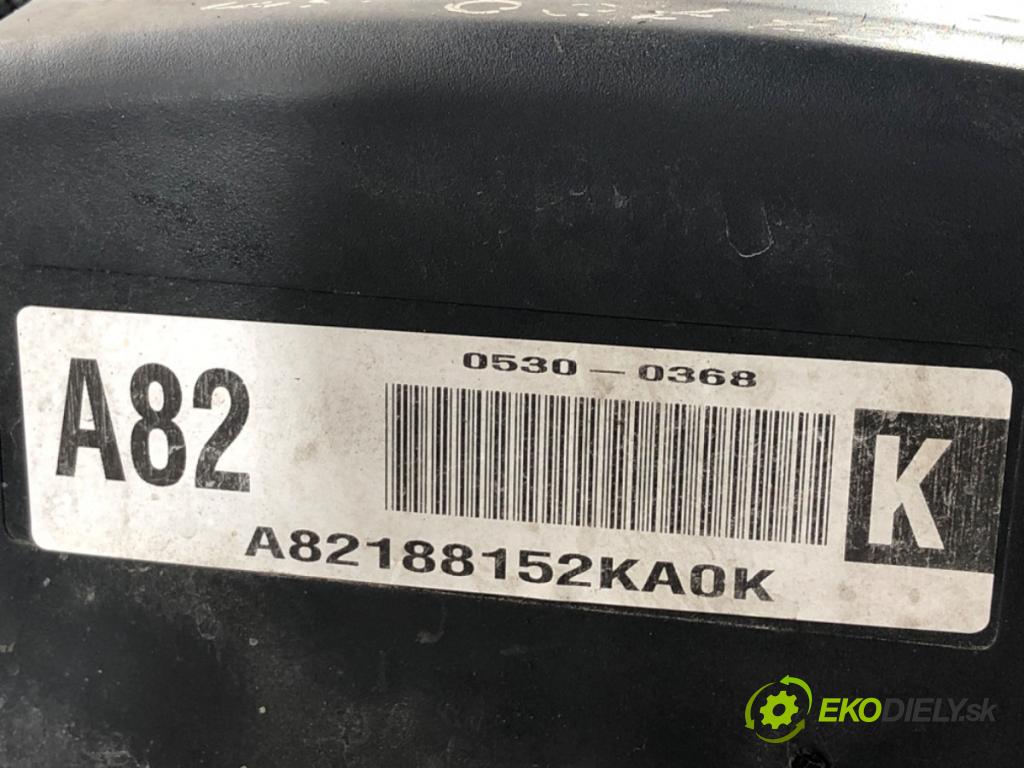 0530-0368
A82
K
A82188152KA0K
EKODIELY.sk